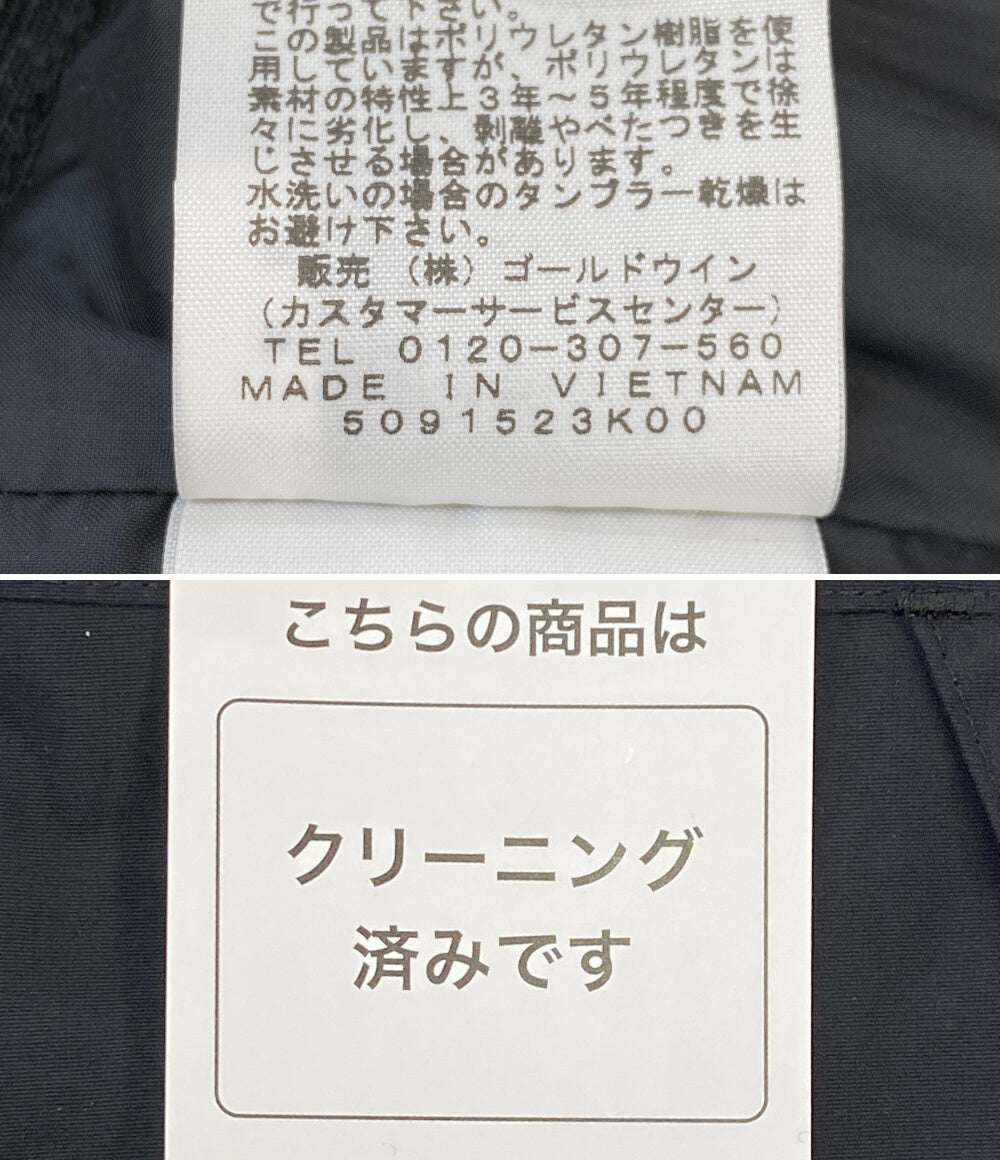 で行って下さい。
この製品はポリウレタン樹脂を使
用していますが、ポリウレタンは
素材の特性上3年～5年程度で徐
々に劣化し、剥離やべたつきを生
じさせる場合があります。
水洗いの場合のタンブラー乾燥は
お避け下さい。
販売 (株) ゴールドウイン
(カスタマーサービスセンター)
TEL 0120-307-560
MADE IN VIETNAM
5091523K00
こちらの商品は
クリーニング
済みです